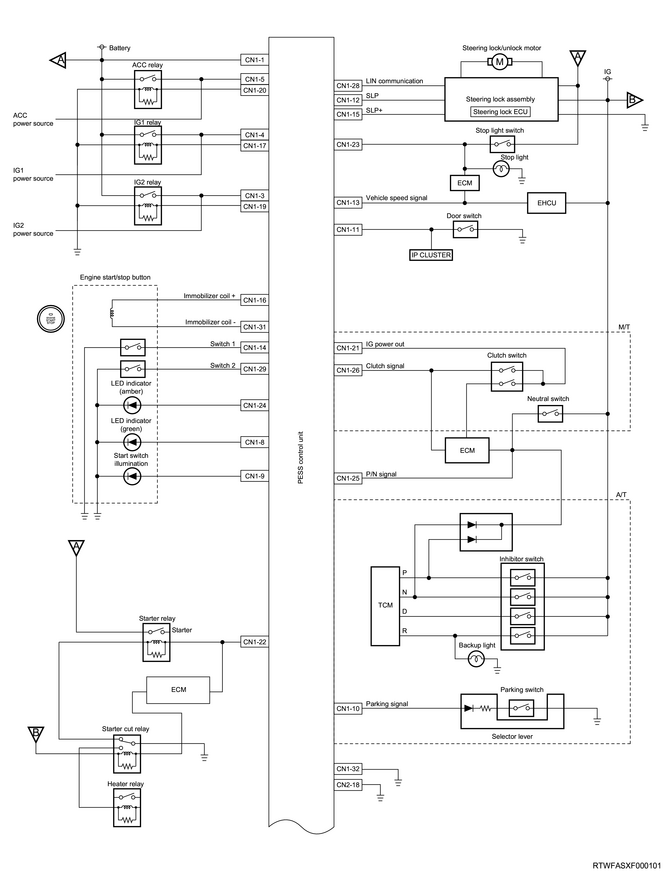 A
Battery
CN1-1
ACC relay
CN1-5
CN1-20
ACC
power source
IG1 relay
CN1-4
CN1-17
IG1
power source
IG2 relay
CN1-3
CN1-19
IG2
power source
Engine start/stop button
Immobilizer coil +
CN1-16
Immobilizer coil -
CN1-31
Switch 1
CN1-14
Switch 2
CN1-29
LED indicator
(amber)
CN1-24
LED indicator
(green)
CN1-8
Start switch
illumination
CN1-9
A
Starter relay
Starter
CN1-22
ECM
B
Starter cut relay
Heater relay
PESS control unit
Steering lock/unlock motor
M
A
IG
CN1-28
LIN communication
CN1-12
SLP
CN1-15
SLP+
Steering lock assembly
Steering lock ECU
B
Stop light switch
CN1-23
Stop light
ECM
CN1-13
Vehicle speed signal
EHCU
Door switch
CN1-11
IP CLUSTER
M/T
CN1-21
IG power out
CN1-26
Clutch signal
Clutch switch
Neutral switch
ECM
CN1-25
P/N signal
A/T
Inhibitor switch
TCM
P
N
D
R
Backup light
Parking switch
CN1-10
Parking signal
Selector lever
CN1-32
CN2-18
RTWFASXF000101